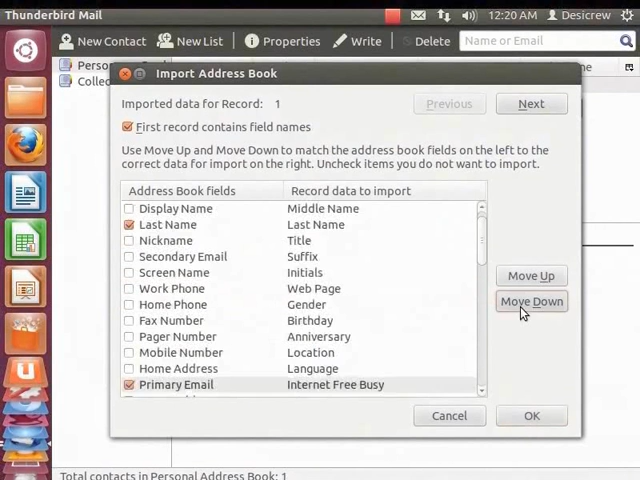 Thunderbird Mail
12:20 AM
Desicrew
New Contact
New List
Properties
Write
Delete
Name or Email
Import Address Book
Imported data for Record: 1
Previous
Next
First record contains field names
Use Move Up and Move Down to match the address book fields on the left to the
correct data for import on the right. Uncheck items you do not want to import.
Address Book fields Record data to import
Display Name Middle Name
Last Name Last Name
Nickname Title
Secondary Email Suffix
Screen Name Initials
Work Phone Web Page
Home Phone Gender
Fax Number Birthday
Pager Number Anniversary
Mobile Number Location
Home Address Language
Primary Email Internet Free Busy
Move Up
Move Down
Cancel
OK
Total contacts in Personal Address Book: 1